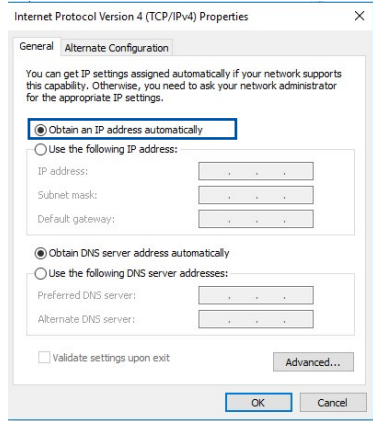 Internet Protocol Version 4 (TCP/IPv4) Properties
General
Alternate Configuration
You can get IP settings assigned automatically if your network supports
this capability. Otherwise, you need to ask your network administrator
for the appropriate IP settings.
Obtain an IP address automatically
Use the following IP address:
IP address:
Subnet mask:
Default gateway:
Obtain DNS server address automatically
Use the following DNS server addresses:
Preferred DNS server:
Alternate DNS server:
Validate settings upon exit
Advanced...
OK
Cancel